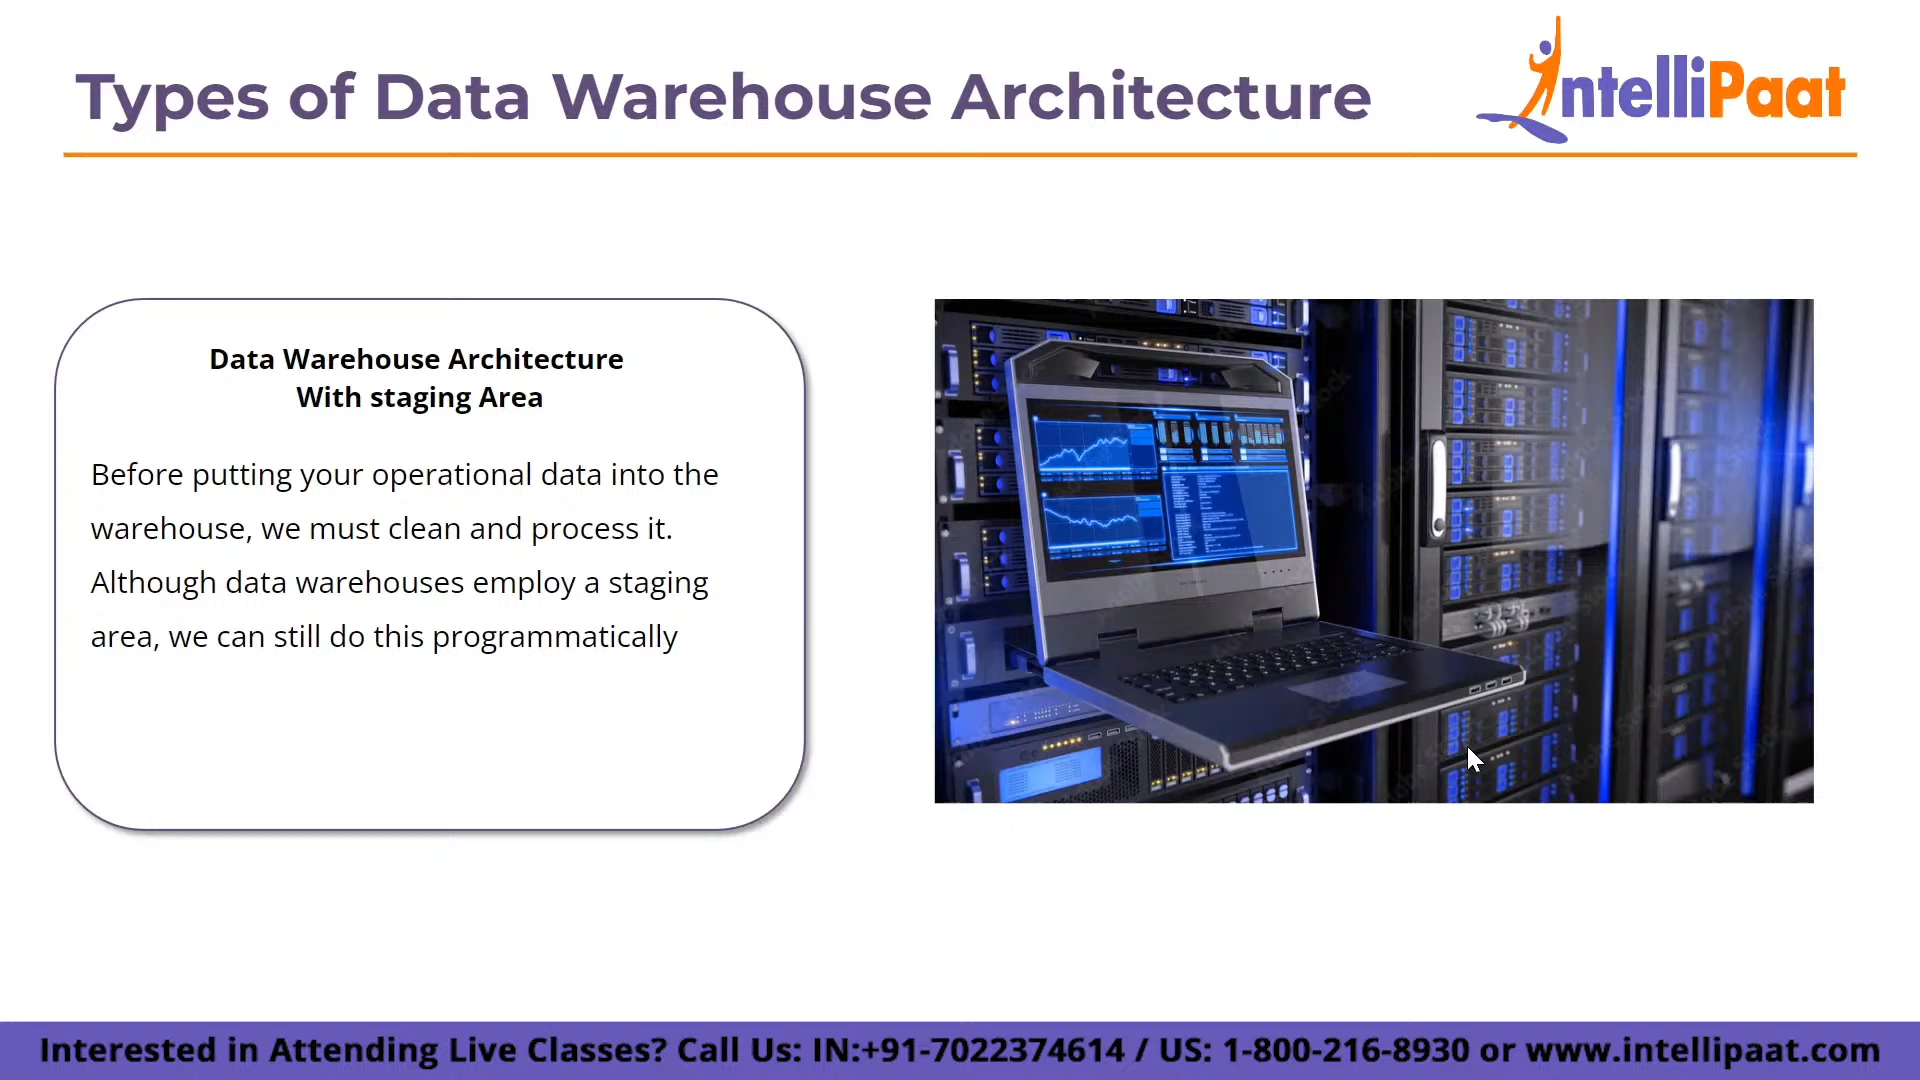 Types of Data Warehouse Architecture
IntelliPaat
Data Warehouse Architecture
With staging Area
Before putting your operational data into the
warehouse, we must clean and process it.
Although data warehouses employ a staging
area, we can still do this programmatically
Interested in Attending Live Classes? Call Us: IN:+91-7022374614 / US: 1-800-216-8930 or www.intellipaat.com